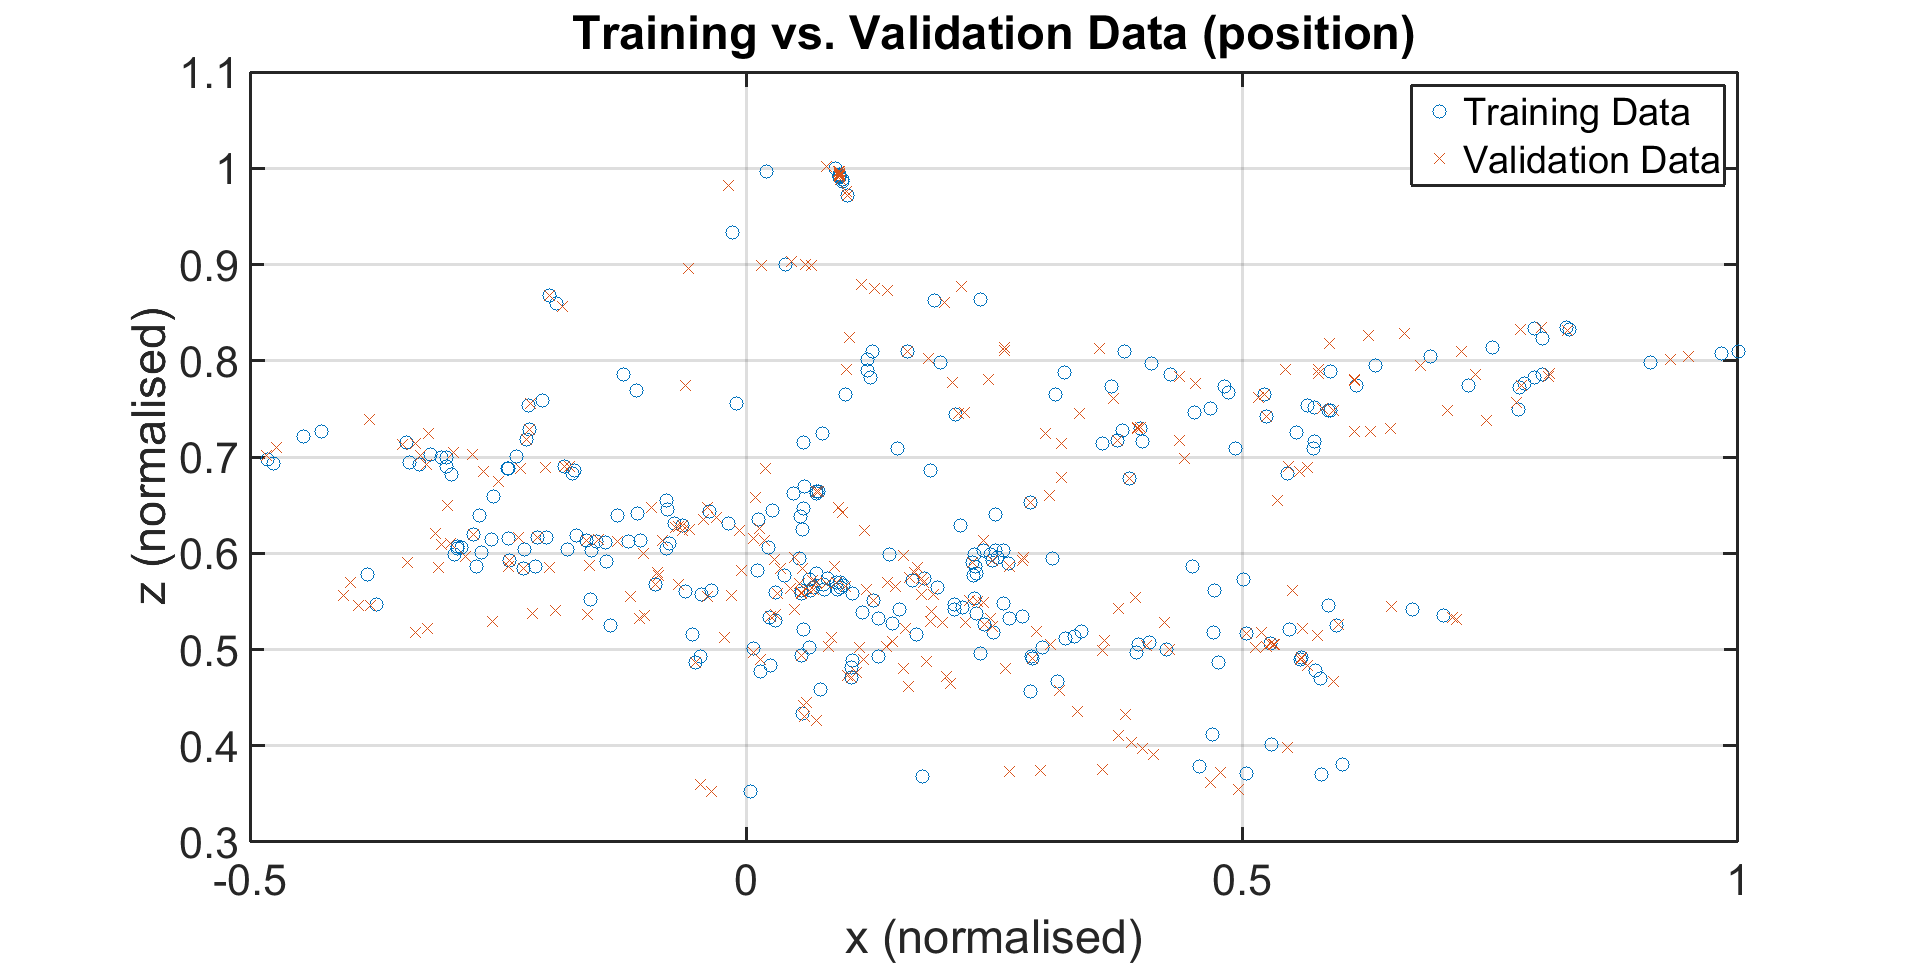 Training vs. Validation Data (position)
1.1
1
0.9
0.8
0.7
0.6
0.5
0.4
0.3
z (normalised)
Training Data
Validation Data
-0.5 0 0.5 1
x (normalised)